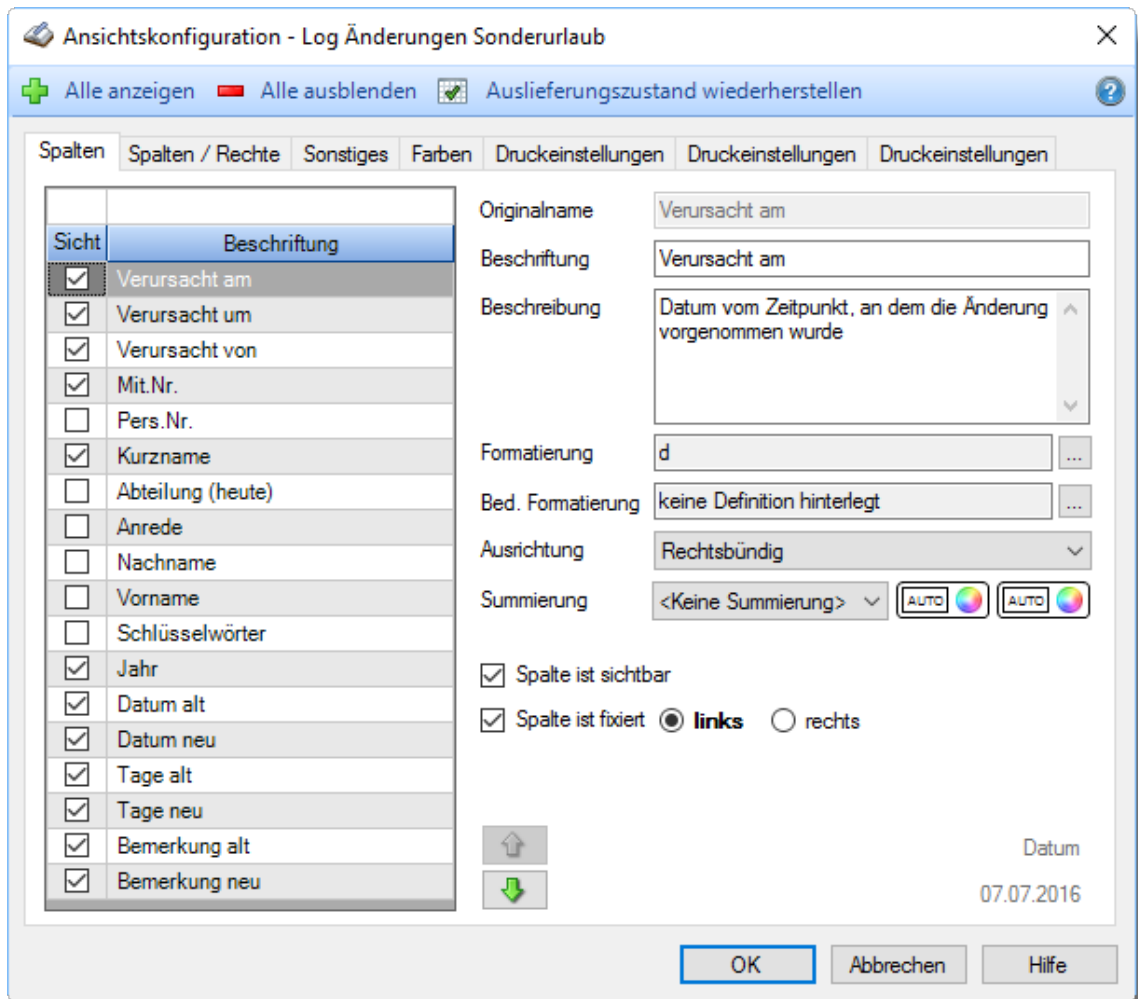 Ansichtskonfiguration - Log Änderungen Sonderurlaub
Alle anzeigen Alle ausblenden Auslieferungszustand wiederherstellen
Spalten Spalten / Rechte Sonstiges Farben Druckeinstellungen Druckeinstellungen Druckeinstellungen
Sicht Beschriftung
Verursacht am
Verursacht um
Verursacht von
Mit.Nr.
Pers.Nr.
Kurzname
Abteilung (heute)
Anrede
Nachname
Vorname
Schlüsselwörter
Jahr
Datum alt
Datum neu
Tage alt
Tage neu
Bemerkung alt
Bemerkung neu
Originalname Verursacht am
Beschriftung Verursacht am
Beschreibung Datum vom Zeitpunkt, an dem die Änderung
vorgenommen wurde
Formatierung d ...
Bed. Formatierung keine Definition hinterlegt ...
Ausrichtung Rechtsbündig
Summierung <Keine Summierung> AUTO AUTO
Spalte ist sichtbar
Spalte ist fixiert links rechts
Datum
07.07.2016
OK Abbrechen Hilfe